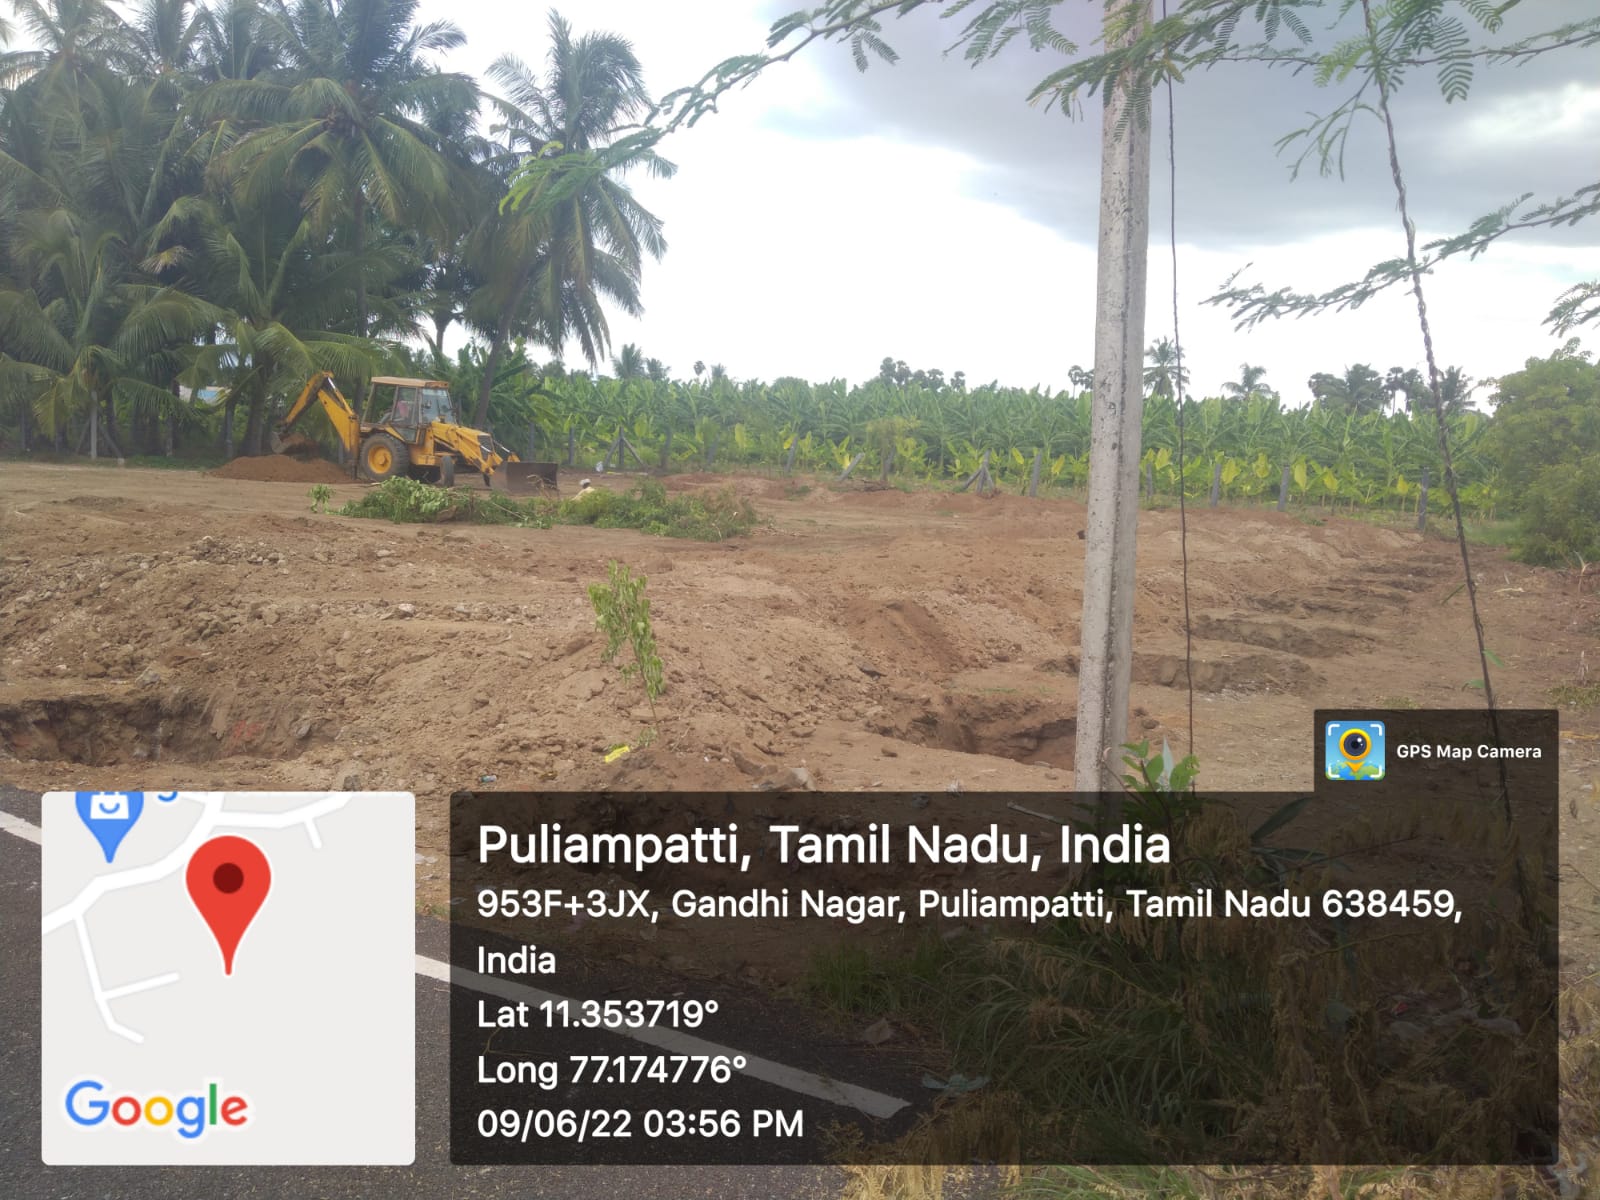 GPS Map Camera
Puliampatti, Tamil Nadu, India
953F+3JX, Gandhi Nagar, Puliampatti, Tamil Nadu 638459,
India
Lat 11.353719°
Long 77.174776°
09/06/22 03:56 PM
Google